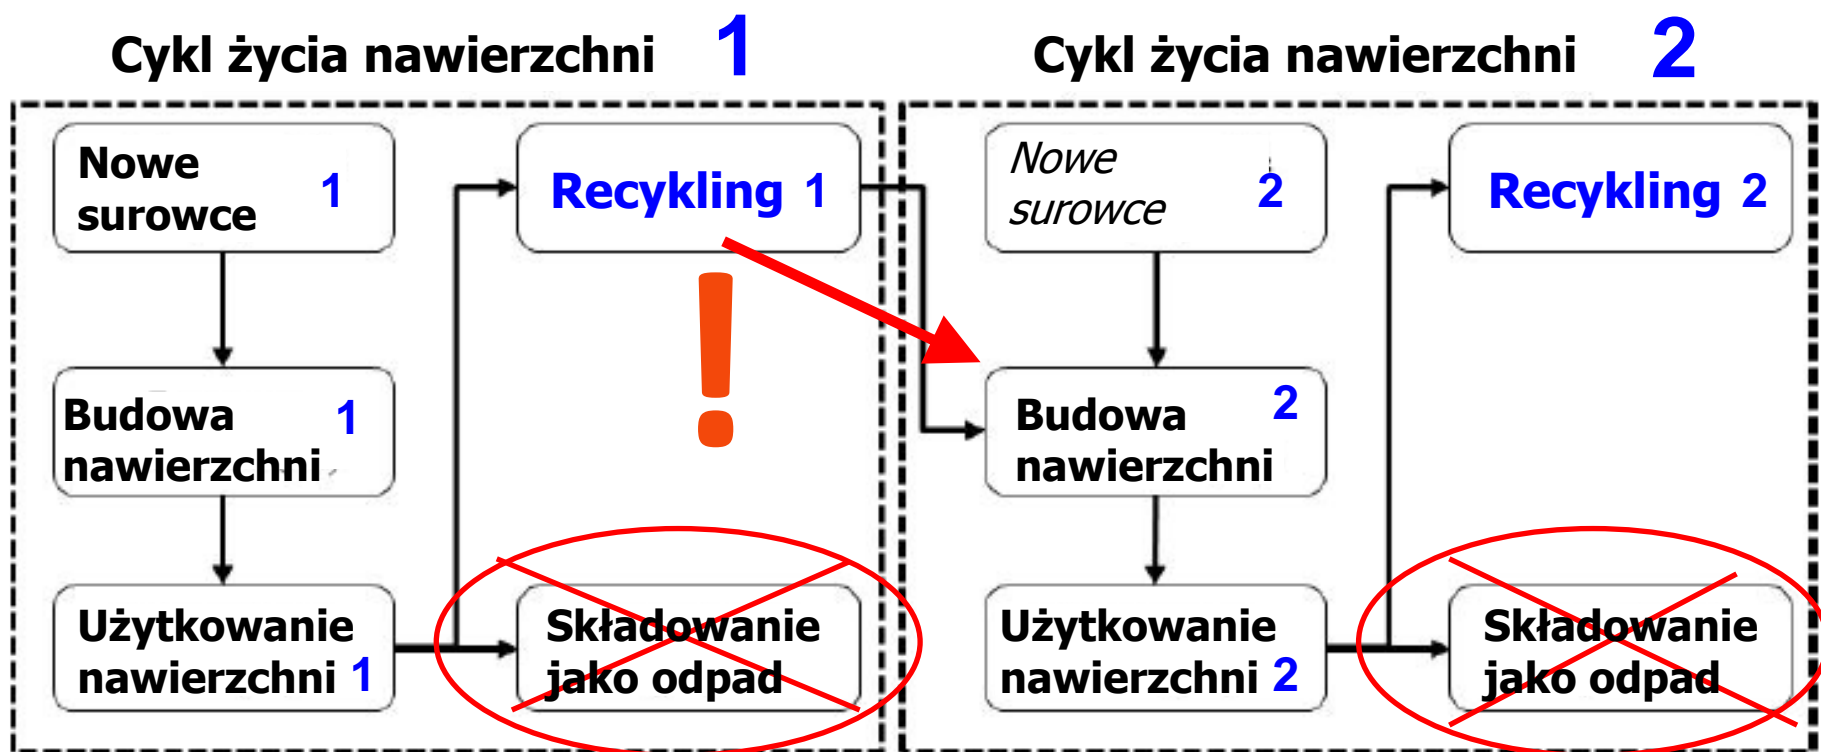 Cykl życia nawierzchni 1
Nowe
surowce 1
Recykling 1
Budowa 1
nawierzchni
!
Użytkowanie
nawierzchni 1
Składowanie
jako odpad
Cykl życia nawierzchni 2
Nowe
surowce 2
Recykling 2
Budowa 2
nawierzchni
Użytkowanie
nawierzchni 2
Składowanie
jako odpad